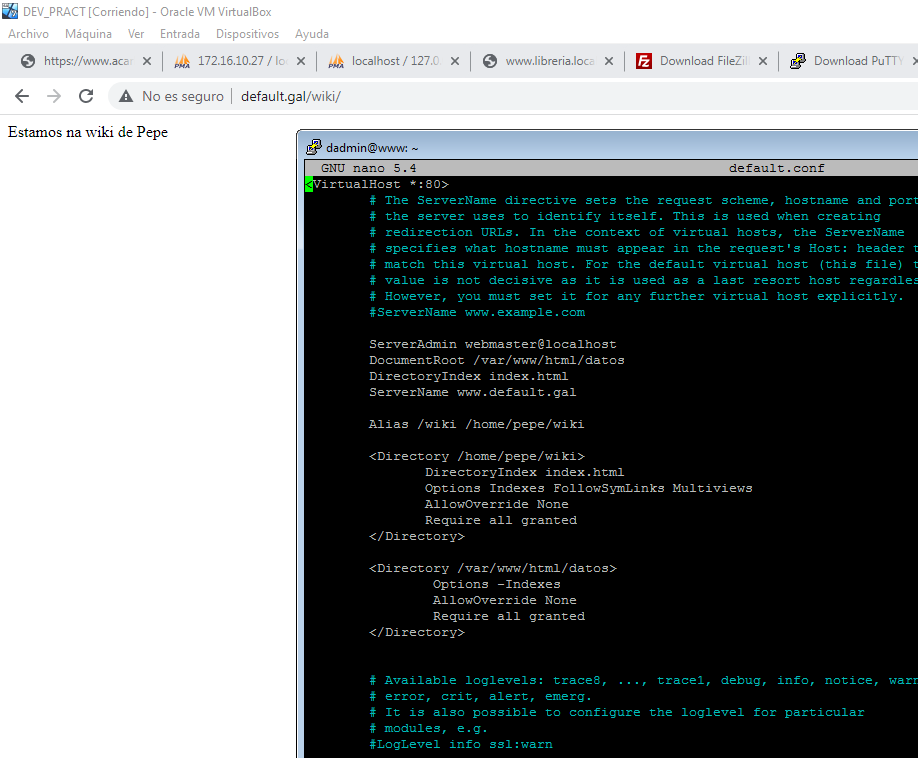 DEV_PRACT [Corriendo] - Oracle VM VirtualBox
Archivo Máquina Ver Entrada Dispositivos Ayuda
https://www.acar 172.16.10.27 / lo localhost / 127.0. www.libreria.loca Download FileZil Download PuTTY
No es seguro default.gal/wiki/
Estamos na wiki de Pepe
dadmin@www: ~
GNU nano 5.4 default.conf
<VirtualHost *:80>
# The ServerName directive sets the request scheme, hostname and port
# the server uses to identify itself. This is used when creating
# redirection URLs. In the context of virtual hosts, the ServerName
# specifies what hostname must appear in the request's Host: header t
# match this virtual host. For the default virtual host (this file) t
# value is not decisive as it is used as a last resort host regardles
# However, you must set it for any further virtual host explicitly.
#ServerName www.example.com
ServerAdmin webmaster@localhost
DocumentRoot /var/www/html/datos
DirectoryIndex index.html
ServerName www.default.gal
Alias /wiki /home/pepe/wiki
<Directory /home/pepe/wiki>
DirectoryIndex index.html
Options Indexes FollowSymLinks Multiviews
AllowOverride None
Require all granted
</Directory>
<Directory /var/www/html/datos>
Options -Indexes
AllowOverride None
Require all granted
</Directory>
# Available loglevels: trace8, ..., trace1, debug, info, notice, warn
# error, crit, alert, emerg.
# It is also possible to configure the loglevel for particular
# modules, e.g.
#LogLevel info ssl:warn